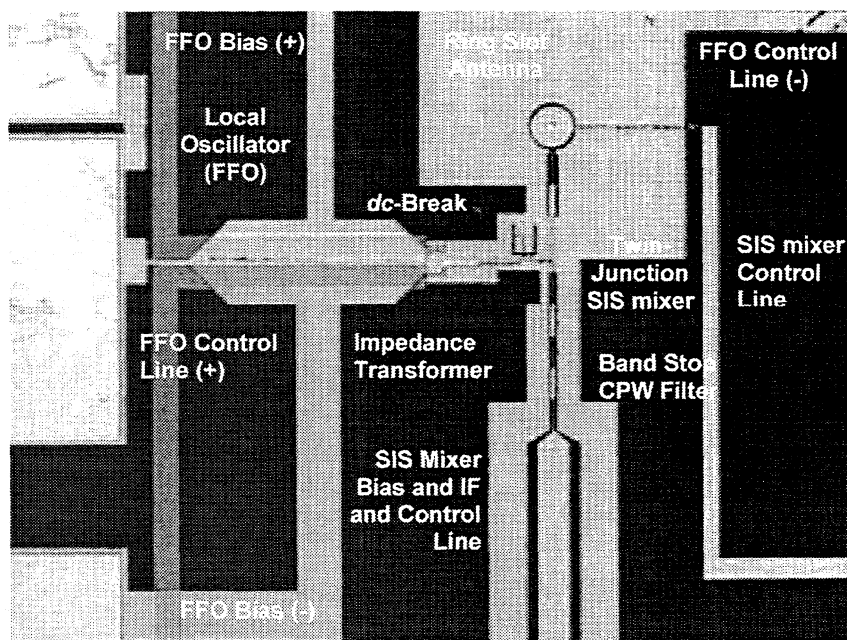 FFO Bias (+)
Ring Slot
Antenna
FFO Control
Line (-)
Local
Oscillator
(FFO)
dc-Break
Twin-
Junction
SIS mixer
SIS mixer
Control
Line
FFO Control
Line (+)
Impedance
Transformer
Band Stop
CPW Filter
SIS Mixer
Bias and IF
and Control
Line
FFO Bias (-)